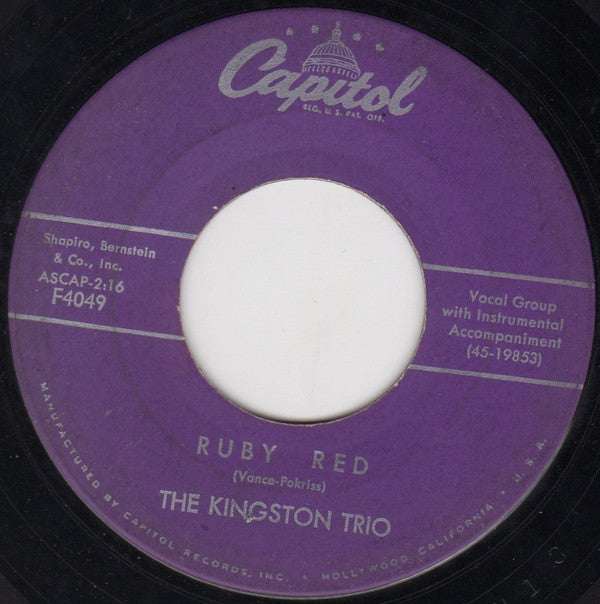 Capitol
REG. U. S. PAT. OFF.
Shapiro, Bernstein
& Co., Inc.
ASCAP-2:16
F4049
Vocal Group
with Instrumental
Accompaniment
(45-19853)
RUBY RED
(Vance-Pokriss)
THE KINGSTON TRIO
MANUFACTURED BY CAPITOL RECORDS, INC. • HOLLYWOOD, CALIFORNIA • U.S.A.